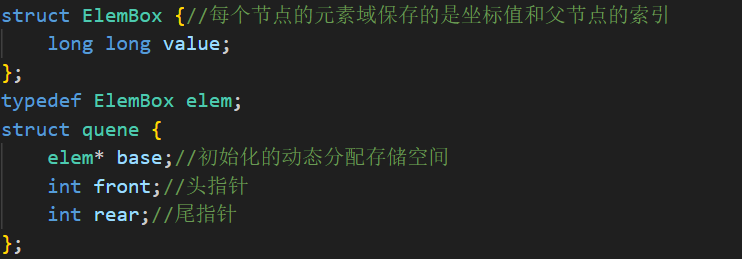 struct ElemBox {//每个节点的元素域保存的是坐标值和父节点的索引
    long long value;
};
typedef ElemBox elem;
struct quene {
    elem* base;//初始化的动态分配存储空间
    int front;//头指针
    int rear;//尾指针
};